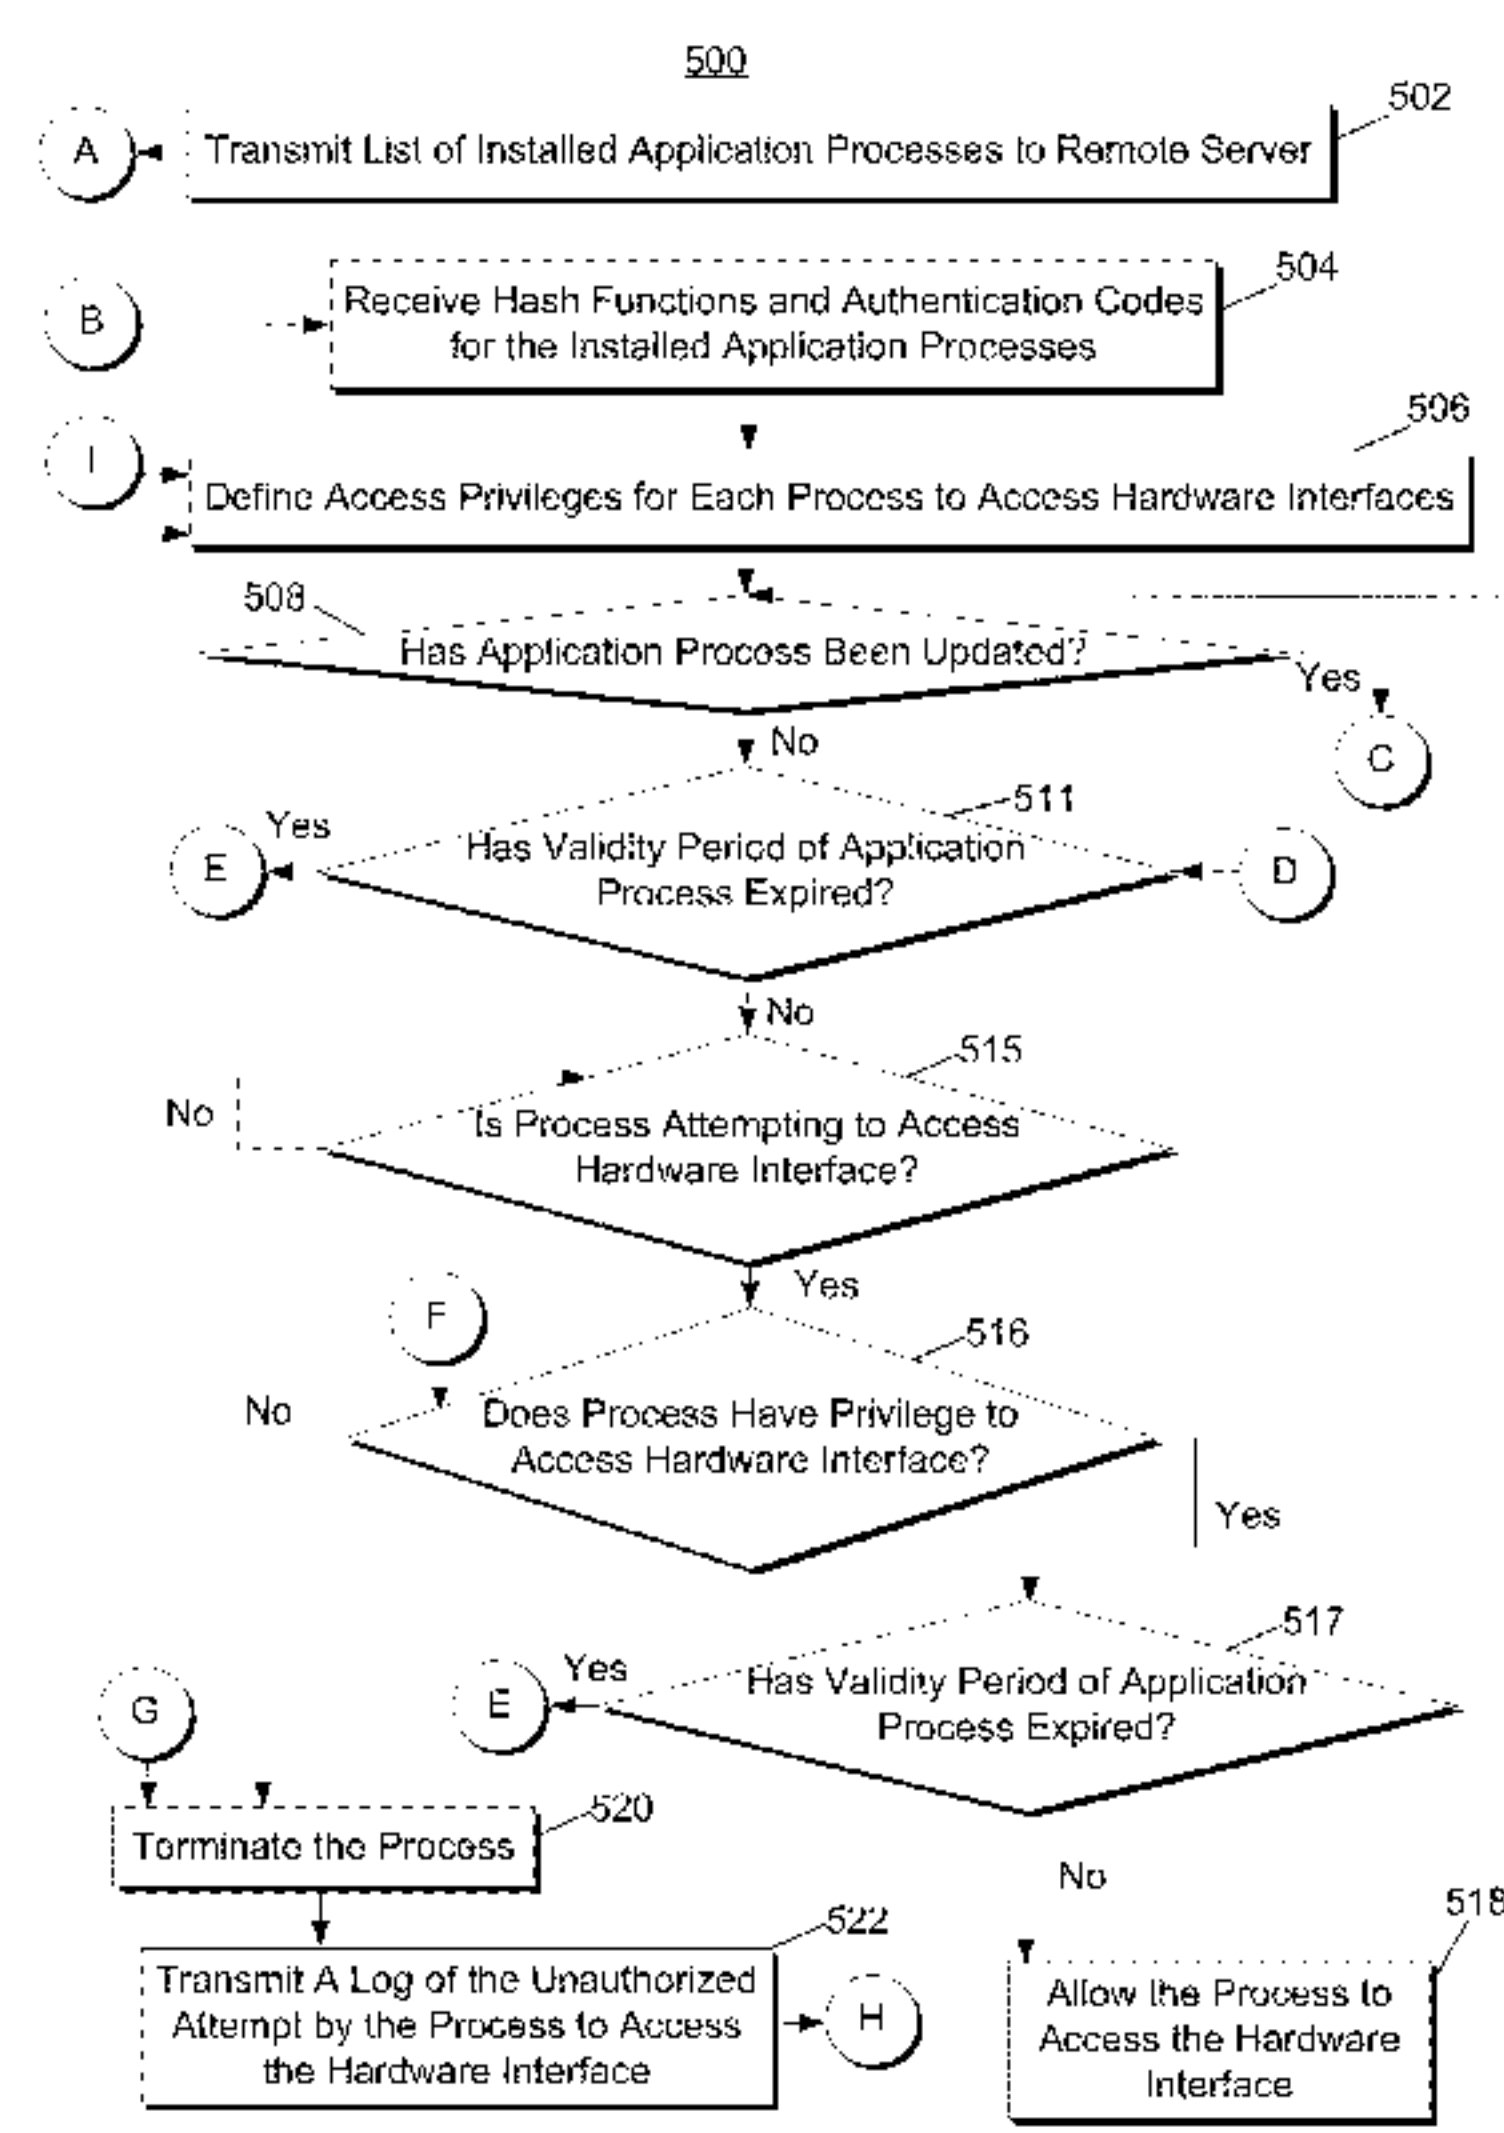 500
502
A
Transmit List of Installed Application Processes to Remote Server
504
B
Receive Hash Functions and Authentication Codes
for the Installed Application Processes
506
I
Define Access Privileges for Each Process to Access Hardware Interfaces
508
Has Application Process Been Updated?
Yes
C
No
511
Yes
E
Has Validity Period of Application
Process Expired?
D
No
515
No
Is Process Attempting to Access
Hardware Interface?
Yes
F
516
No
Does Process Have Privilege to
Access Hardware Interface?
Yes
517
G
E
Yes
Has Validity Period of Application
Process Expired?
520
Terminate the Process
No
518
522
Transmit A Log of the Unauthorized
Attempt by the Process to Access
the Hardware Interface
H
Allow the Process to
Access the Hardware
Interface